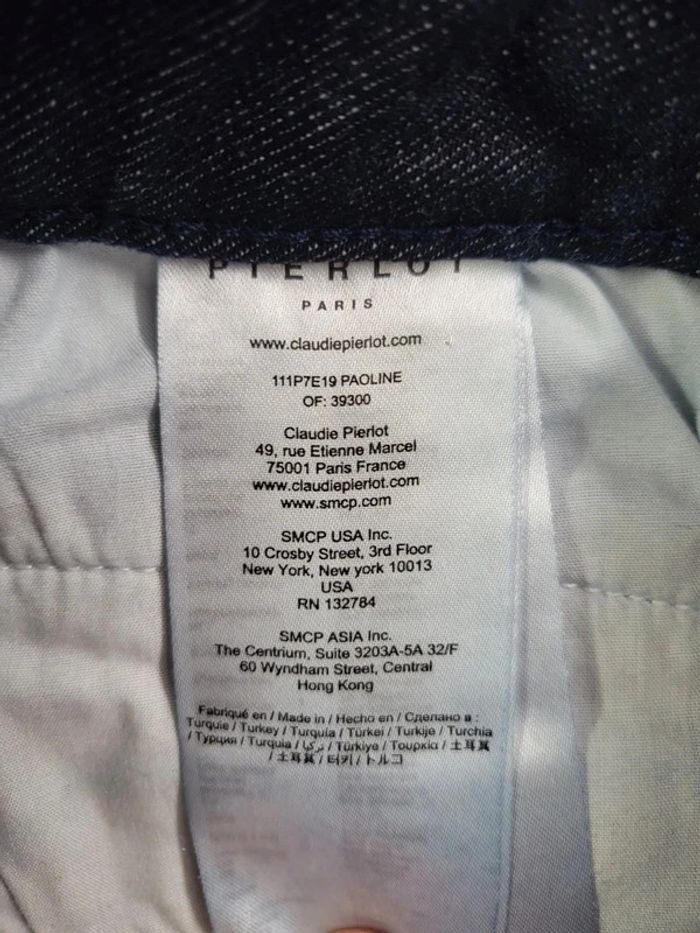 PIERLOT
PARIS
www.claudiepierlot.com
111P7E19 PAOLINE
OF: 39300
Claudie Pierlot
49, rue Etienne Marcel
75001 Paris France
www.claudiepierlot.com
www.smcp.com
SMCP USA Inc.
10 Crosby Street, 3rd Floor
New York, New york 10013
USA
RN 132784
SMCP ASIA Inc.
The Centrium, Suite 3203A-5A 32/F
60 Wyndham Street, Central
Hong Kong
Fabriqué en / Made in / Hecho en / Сделано в :
Turquie / Turkey / Turquía / Türkei / Turkije / Turchia
/ Турция / Turquia / تركيا / Türkiye / Τουρκία / 土耳其
/ 土耳其 / 터키 / トルコ